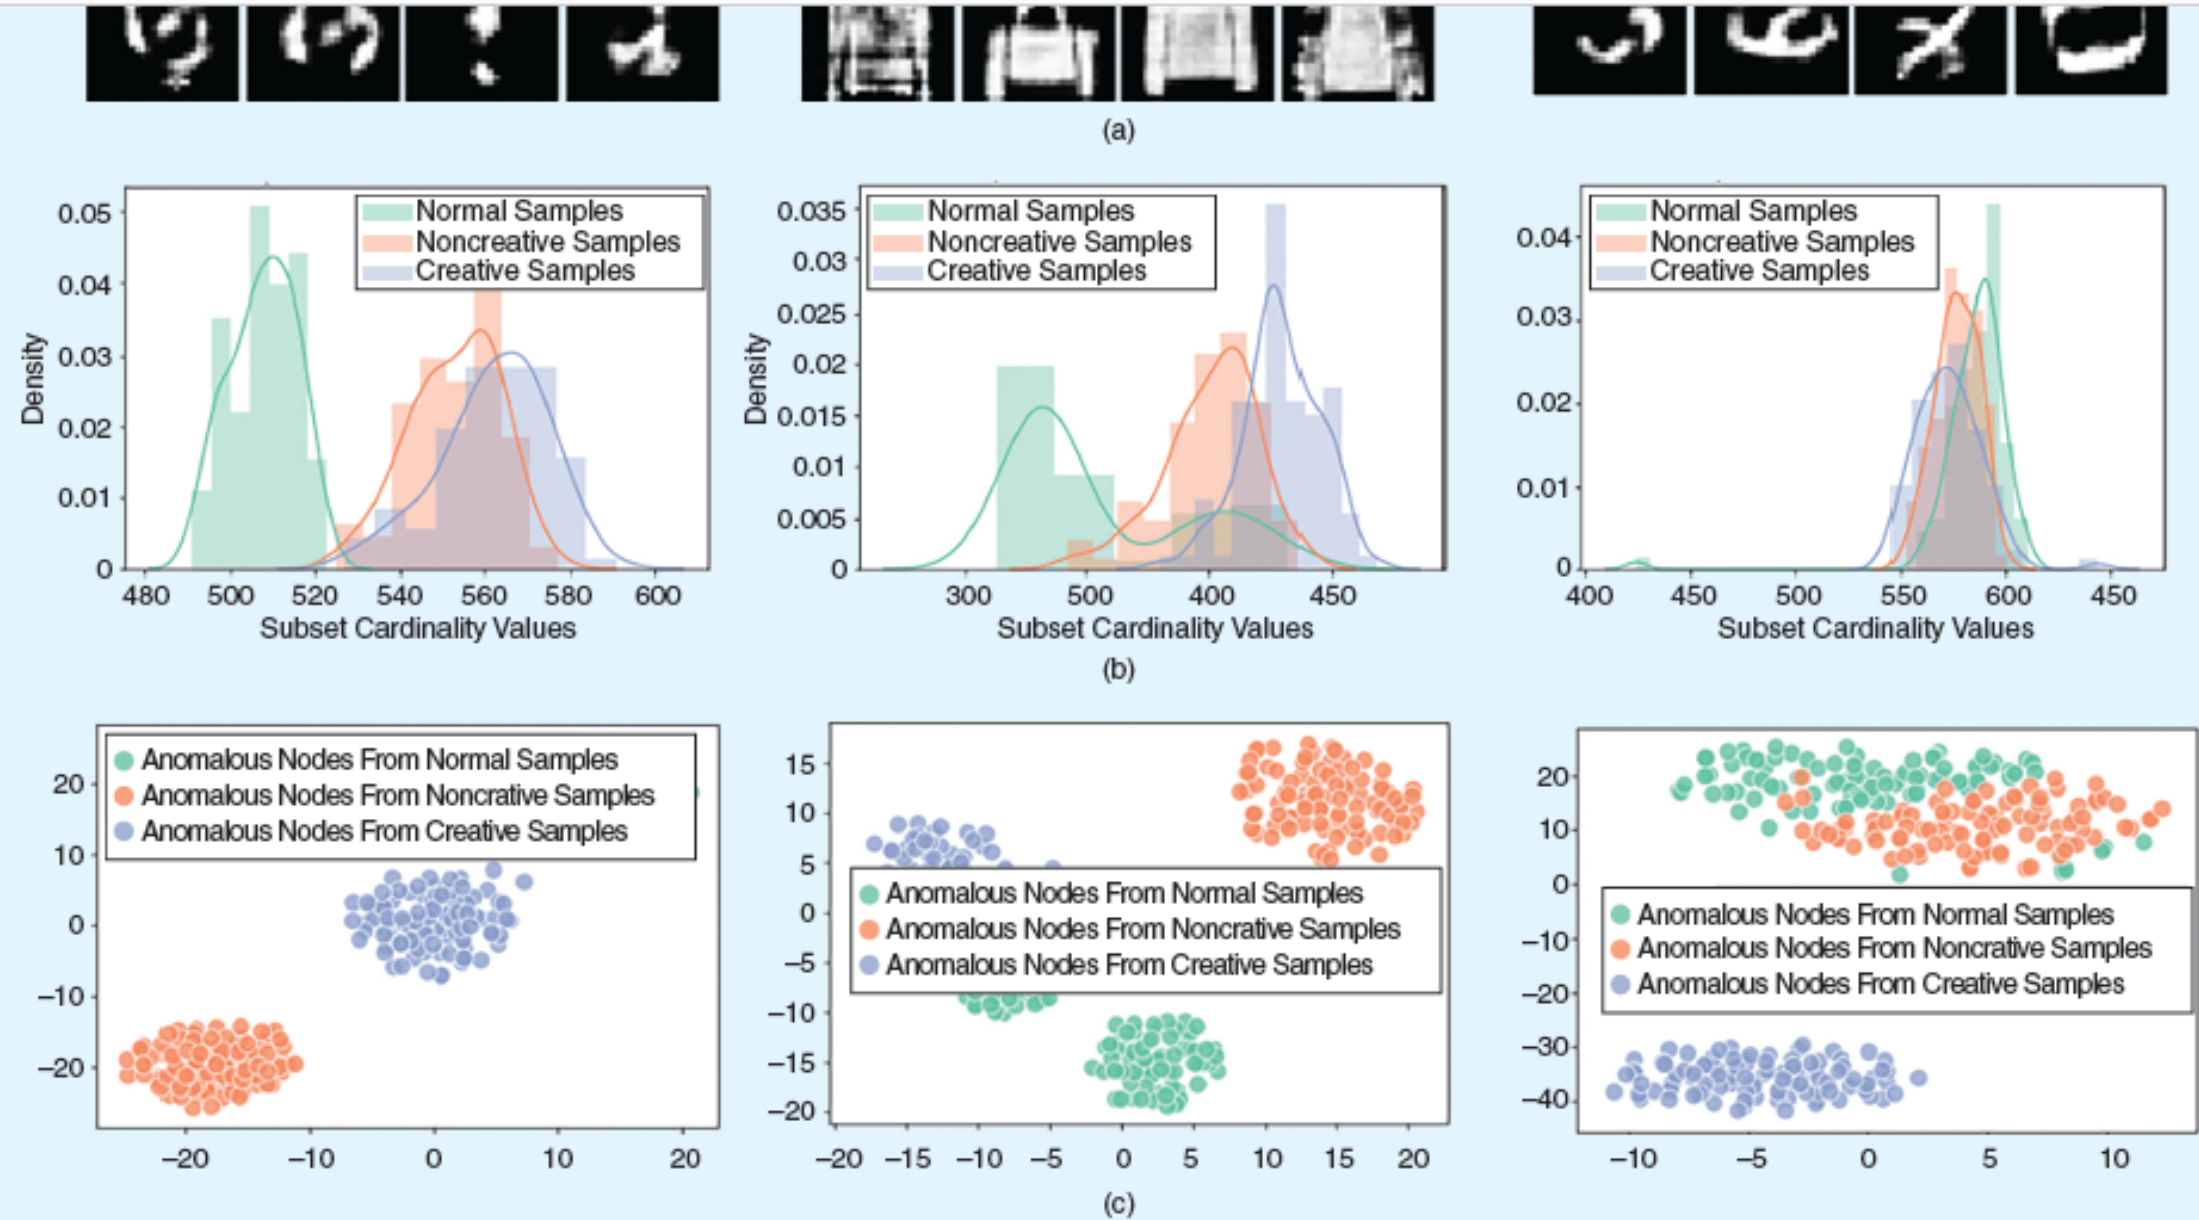 (a)
0.05
0.04
0.03
0.02
0.01
0
Density
Normal Samples
Noncreative Samples
Creative Samples
480 500 520 540 560 580 600
Subset Cardinality Values
0.035
0.03
0.025
0.02
0.015
0.01
0.005
0
Density
Normal Samples
Noncreative Samples
Creative Samples
300 500 400 450
Subset Cardinality Values
0.04
0.03
0.02
0.01
0
Normal Samples
Noncreative Samples
Creative Samples
400 450 500 550 600 450
Subset Cardinality Values
(b)
20
10
0
–10
–20
Anomalous Nodes From Normal Samples
Anomalous Nodes From Noncrative Samples
Anomalous Nodes From Creative Samples
–20 –10 0 10 20
15
10
5
0
–5
–10
–15
–20
Anomalous Nodes From Normal Samples
Anomalous Nodes From Noncrative Samples
Anomalous Nodes From Creative Samples
–20 –15 –10 –5 0 5 10 15 20
20
10
0
–10
–20
–30
–40
Anomalous Nodes From Normal Samples
Anomalous Nodes From Noncrative Samples
Anomalous Nodes From Creative Samples
–10 –5 0 5 10
(c)